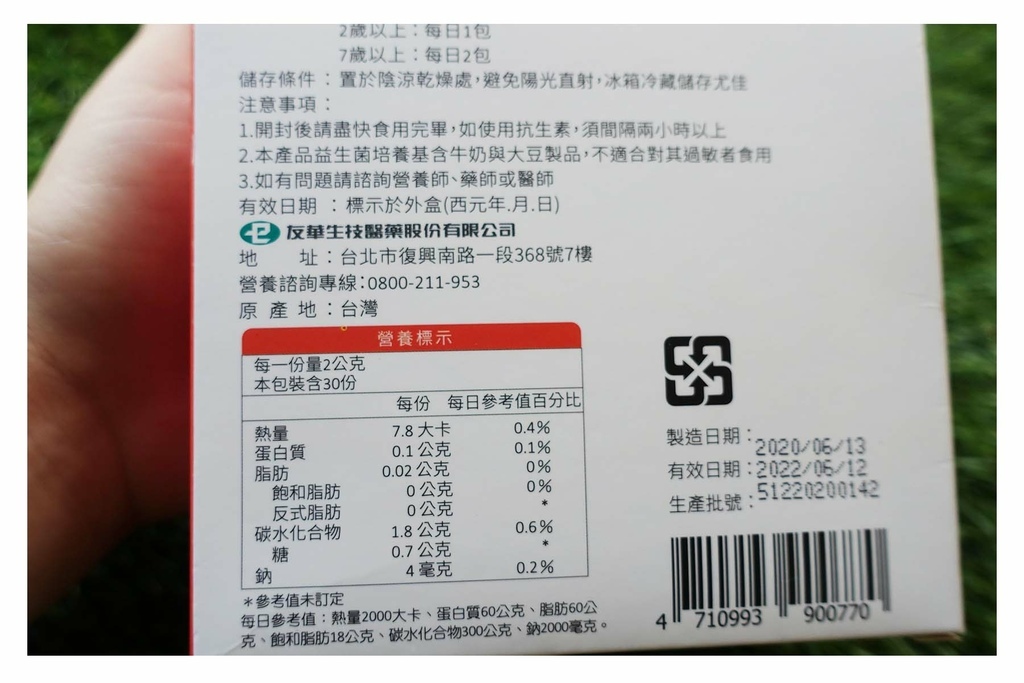 2歲以上：每日1包
7歲以上：每日2包
儲存條件：置於陰涼乾燥處，避免陽光直射，冰箱冷藏儲存尤佳
注意事項：
1.開封後請盡快食用完畢，如使用抗生素，須間隔兩小時以上
2.本產品益生菌培養基含牛奶與大豆製品，不適合對其過敏者食用
3.如有問題請諮詢營養師、藥師或醫師
有效日期：標示於外盒(西元年.月.日)
友華生技醫藥股份有限公司
地 址：台北市復興南路一段368號7樓
營養諮詢專線：0800-211-953
原產地：台灣
營養標示
每一份量2公克
本包裝含30份
每份 每日參考值百分比
熱量 7.8 大卡 0.4%
蛋白質 0.1 公克 0.1%
脂肪 0.02 公克 0%
飽和脂肪 0 公克 0%
反式脂肪 0 公克 *
碳水化合物 1.8 公克 0.6%
糖 0.7 公克 *
鈉 4 毫克 0.2%
＊參考值未訂定
每日參考值：熱量2000大卡、蛋白質60公克、脂肪60公
克、飽和脂肪18公克、碳水化合物300公克、鈉2000毫克。
製造日期：2020/06/13
有效日期：2022/06/12
生產批號：51220200142
4 710993 900770